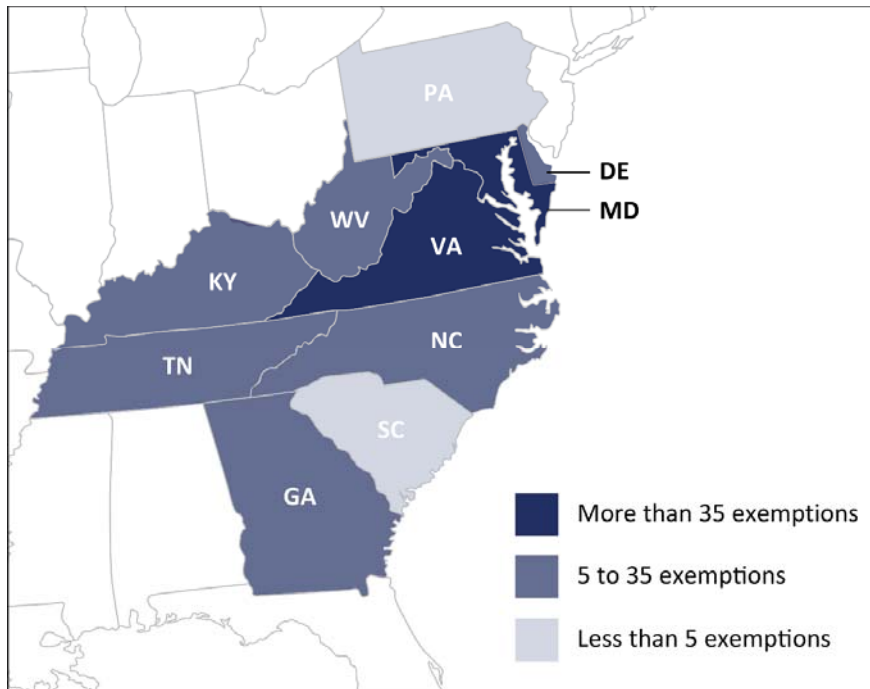 PA
DE
MD
WV
VA
KY
NC
TN
SC
GA
More than 35 exemptions
5 to 35 exemptions
Less than 5 exemptions